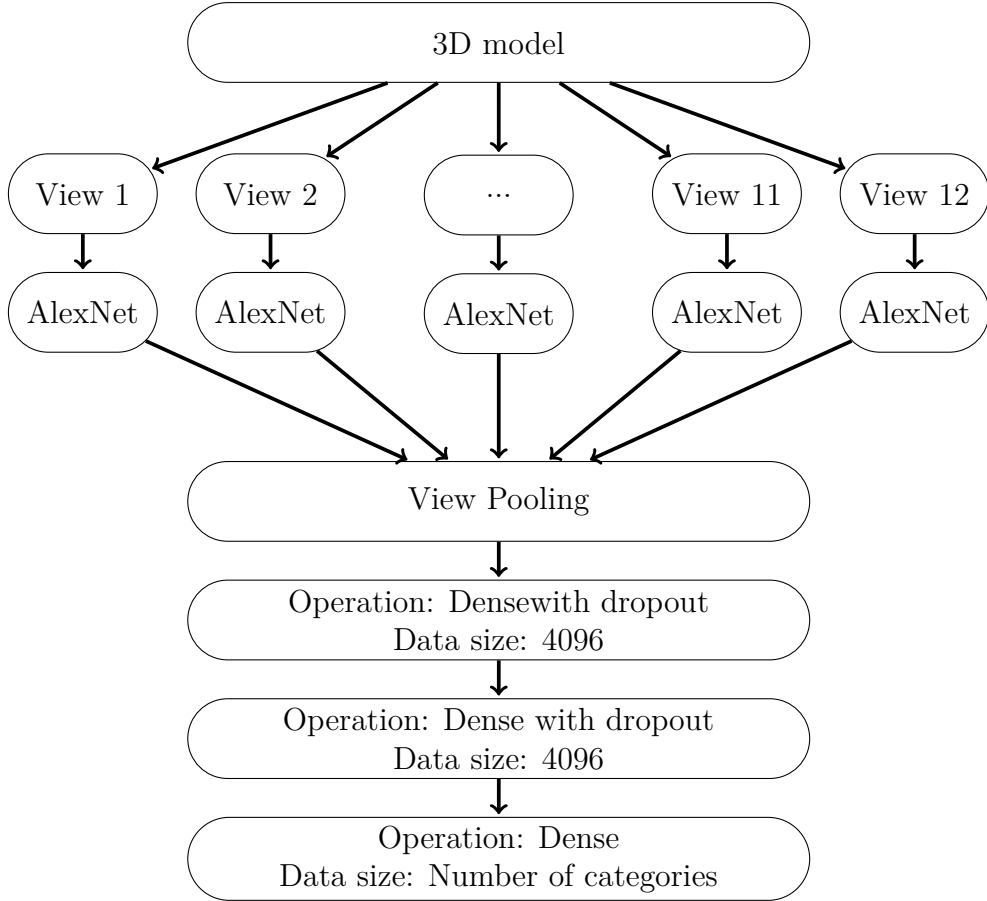 3D model
View 1
View 2
...
View 11
View 12
AlexNet
AlexNet
AlexNet
AlexNet
AlexNet
View Pooling
Operation: Densewith dropout
Data size: 4096
Operation: Dense with dropout
Data size: 4096
Operation: Dense
Data size: Number of categories